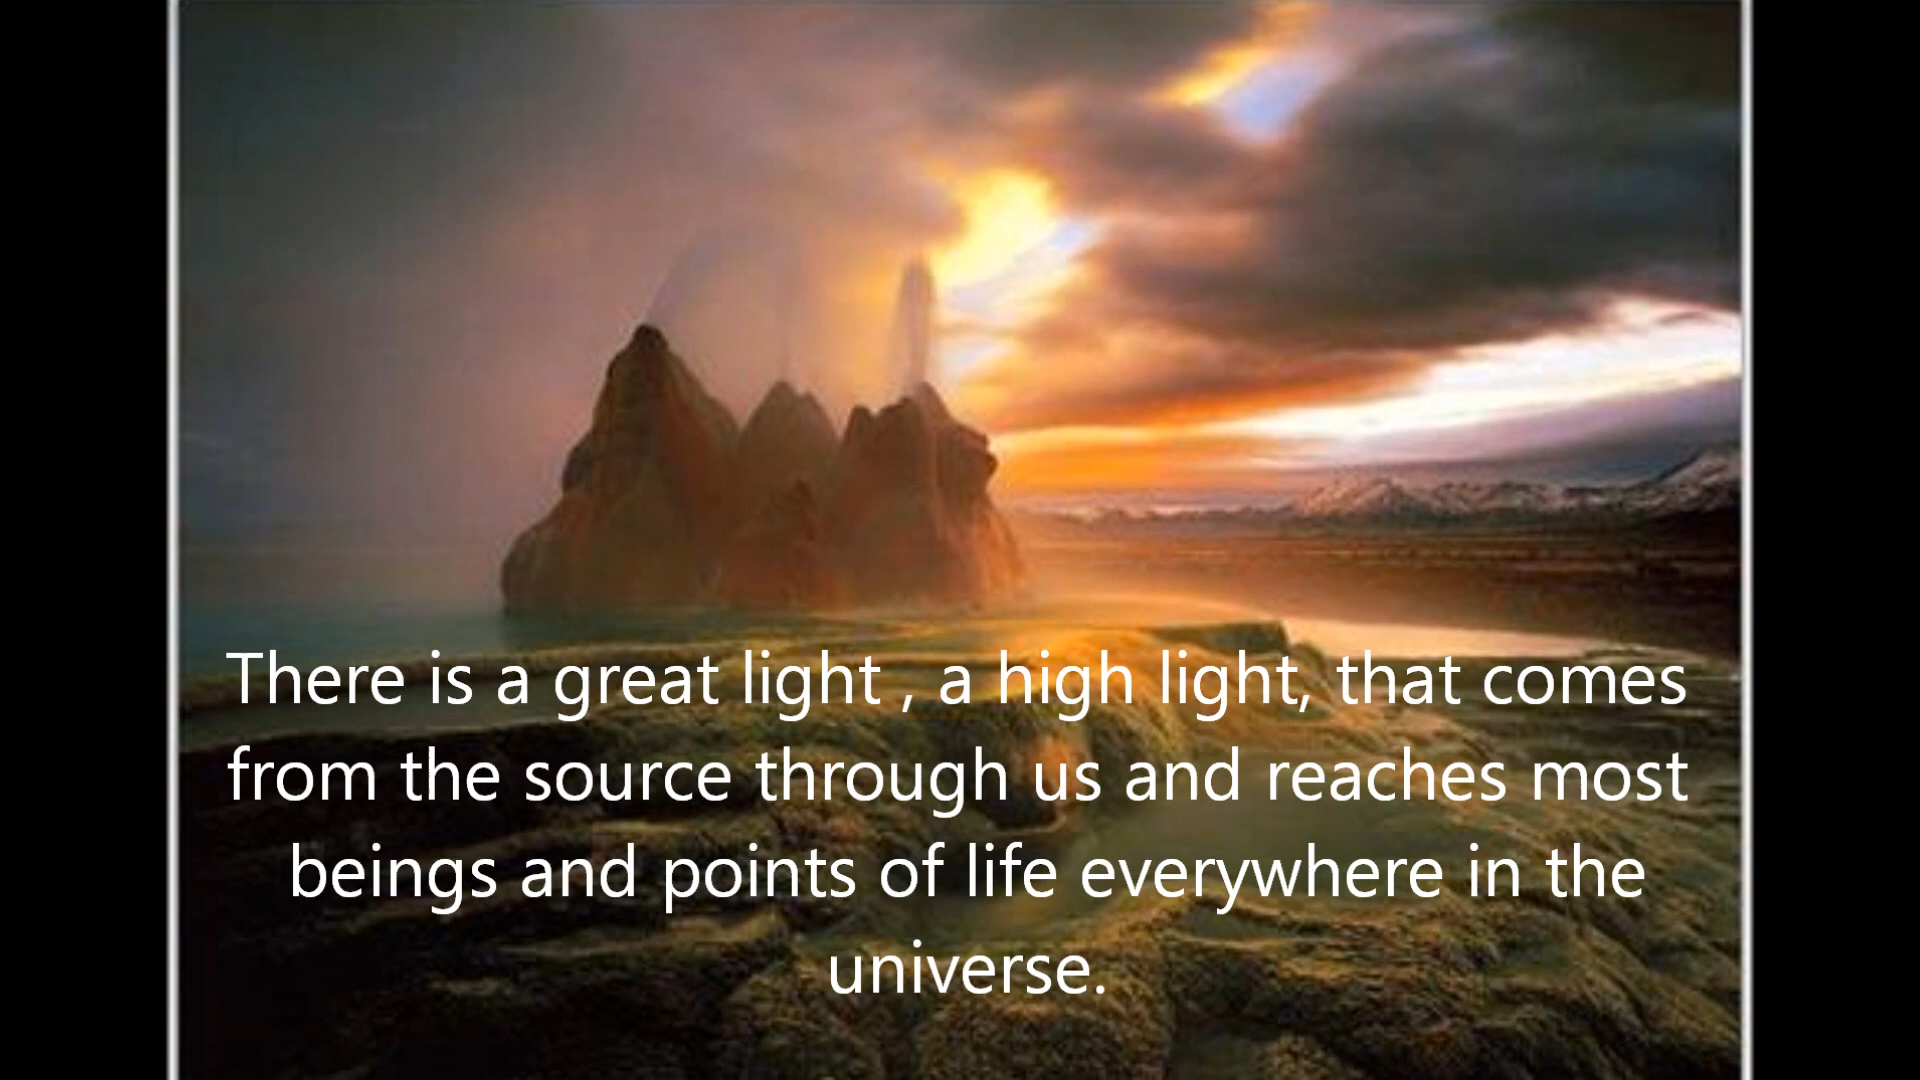 There is a great light , a high light, that comes
from the source through us and reaches most
beings and points of life everywhere in the
universe.